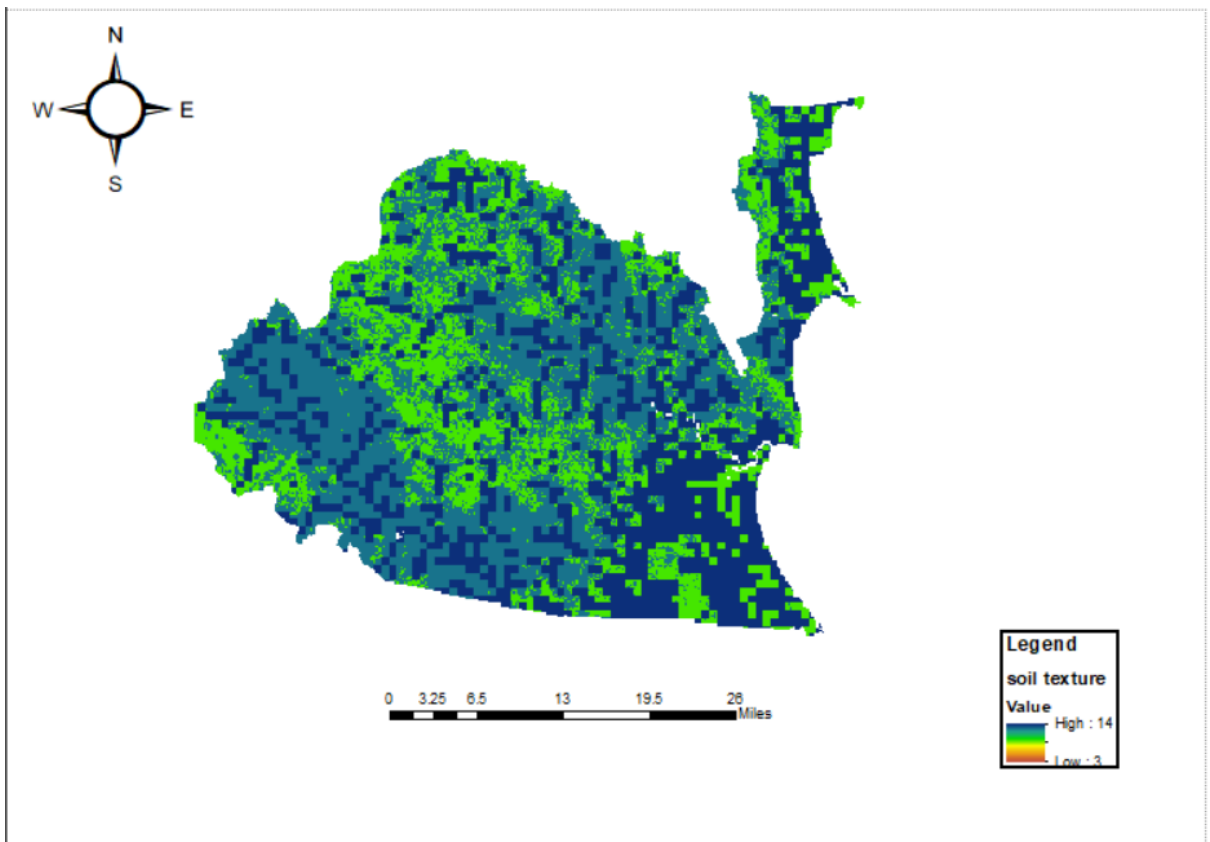 N
W E
S
0 3.25 6.5 13 19.5 26
Miles
Legend
soil texture
Value
High : 14
Low : 3